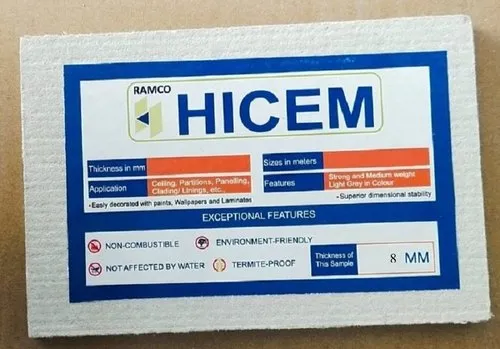 RAMCO
HICEM
Thickness in mm
Sizes in meters
Application
Ceiling, Partitions, Panelling,
Clading/ Linings, etc..
Features
Strong and Medium weight
Light Grey in Colour
-Easily decorated with paints, Wallpapers and Laminates
-Superior dimensional stability
EXCEPTIONAL FEATURES
NON-COMBUSTIBLE
ENVIRONMENT-FRIENDLY
NOT AFFECTED BY WATER
TERMITE-PROOF
Thickness of
This Sample
8 MM